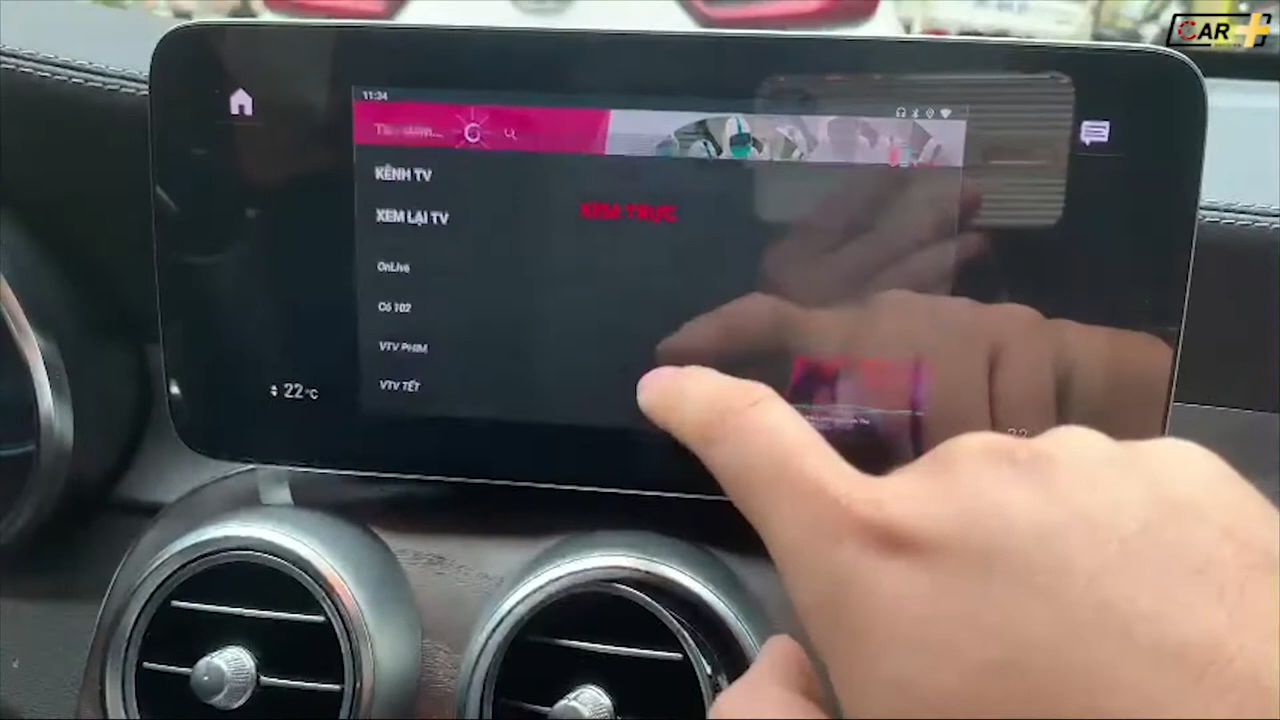 CAR+
11:34
KÊNH TV
XEM LẠI TV
XEM TRỰC
OnLive
Cô 102
VTV PHIM
VTV TẾT
22°C